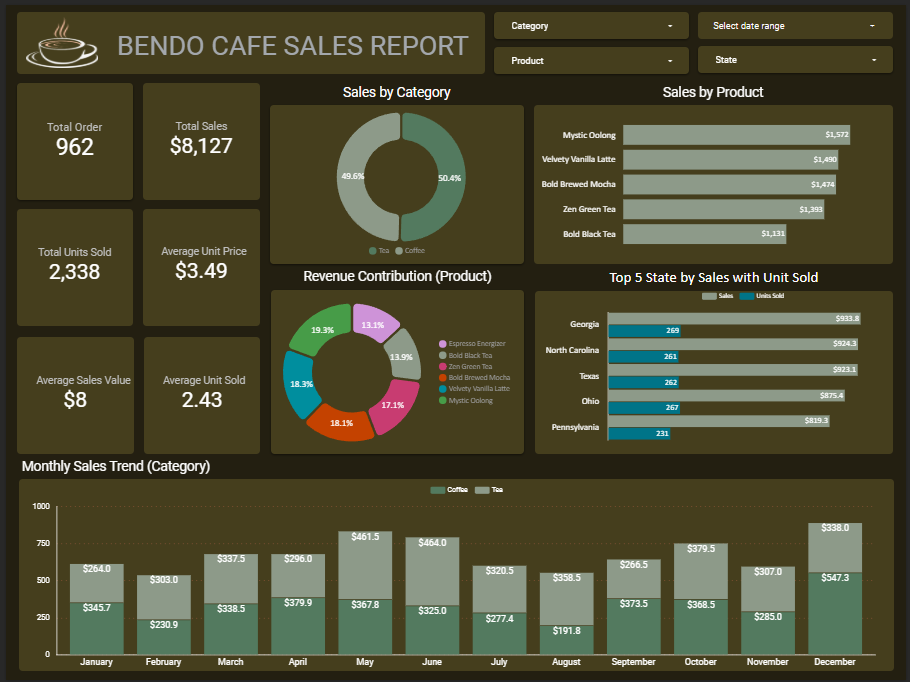 BENDO CAFE SALES REPORT
Category
Select date range
Product
State
Total Order
962
Total Sales
$8,127
Total Units Sold
2,338
Average Unit Price
$3.49
Average Sales Value
$8
Average Unit Sold
2.43
Sales by Category
49.6%
50.4%
Tea Coffee
Sales by Product
Mystic Oolong $1,572
Velvety Vanilla Latte $1,490
Bold Brewed Mocha $1,474
Zen Green Tea $1,393
Bold Black Tea $1,131
Revenue Contribution (Product)
19.3%
13.1%
13.9%
18.3%
17.1%
18.1%
Espresso Energizer
Bold Black Tea
Zen Green Tea
Bold Brewed Mocha
Velvety Vanilla Latte
Mystic Oolong
Top 5 State by Sales with Unit Sold
Sales Units Sold
Georgia $933.8
269
North Carolina $924.3
261
Texas $923.1
262
Ohio $875.4
267
Pennsylvania $819.3
231
Monthly Sales Trend (Category)
Coffee Tea
1000
750
500
250
0
$264.0 $303.0 $337.5 $296.0 $461.5 $464.0 $320.5 $358.5 $266.5 $379.5 $307.0 $338.0
$345.7 $230.9 $338.5 $379.9 $367.8 $325.0 $277.4 $191.8 $373.5 $368.5 $285.0 $547.3
January February March April May June July August September October November December